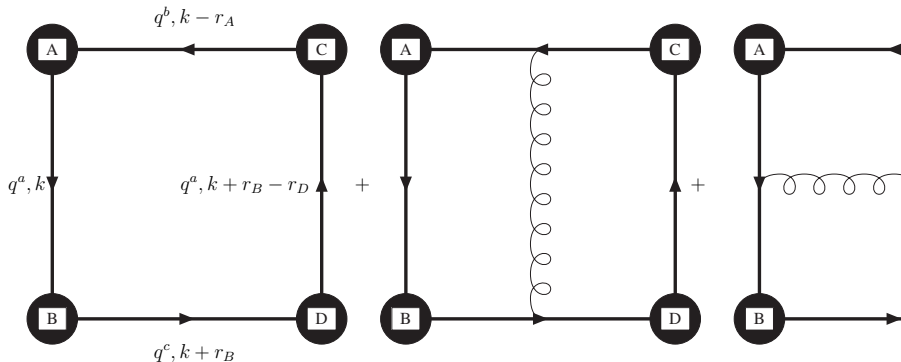 q^b, k − r_A
A C A C A
q^a, k q^a, k + r_B − r_D + +
B D B D B
q^c, k + r_B